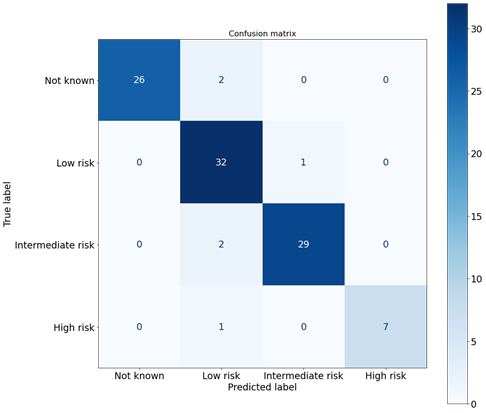 Confusion matrix
True label
Not known 26 2 0 0
Low risk 0 32 1 0
Intermediate risk 0 2 29 0
High risk 0 1 0 7
Not known Low risk Intermediate risk High risk
Predicted label
30
25
20
15
10
5
0